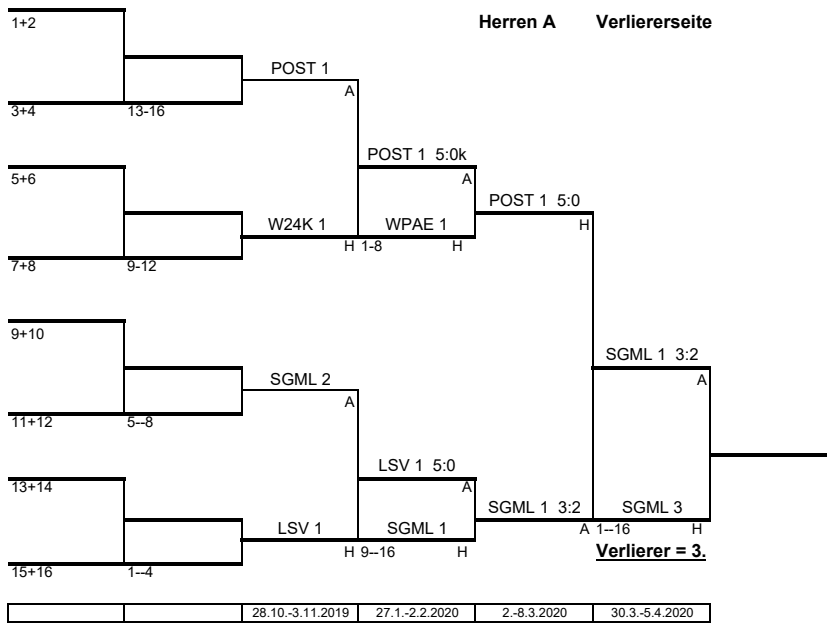 Herren A Verliererseite
1+2
POST 1
A
3+4 13-16
POST 1 5:0k
5+6 A
POST 1 5:0
W24K 1 WPAE 1 H
H 1-8 H
7+8 9-12
9+10
SGML 1 3:2
SGML 2 A
A
11+12 5--8
LSV 1 5:0
13+14 A
SGML 1 3:2 SGML 3
LSV 1 SGML 1 A 1--16 H
H 9--16 H Verlierer = 3.
15+16 1--4
28.10.-3.11.2019 27.1.-2.2.2020 2.-8.3.2020 30.3.-5.4.2020